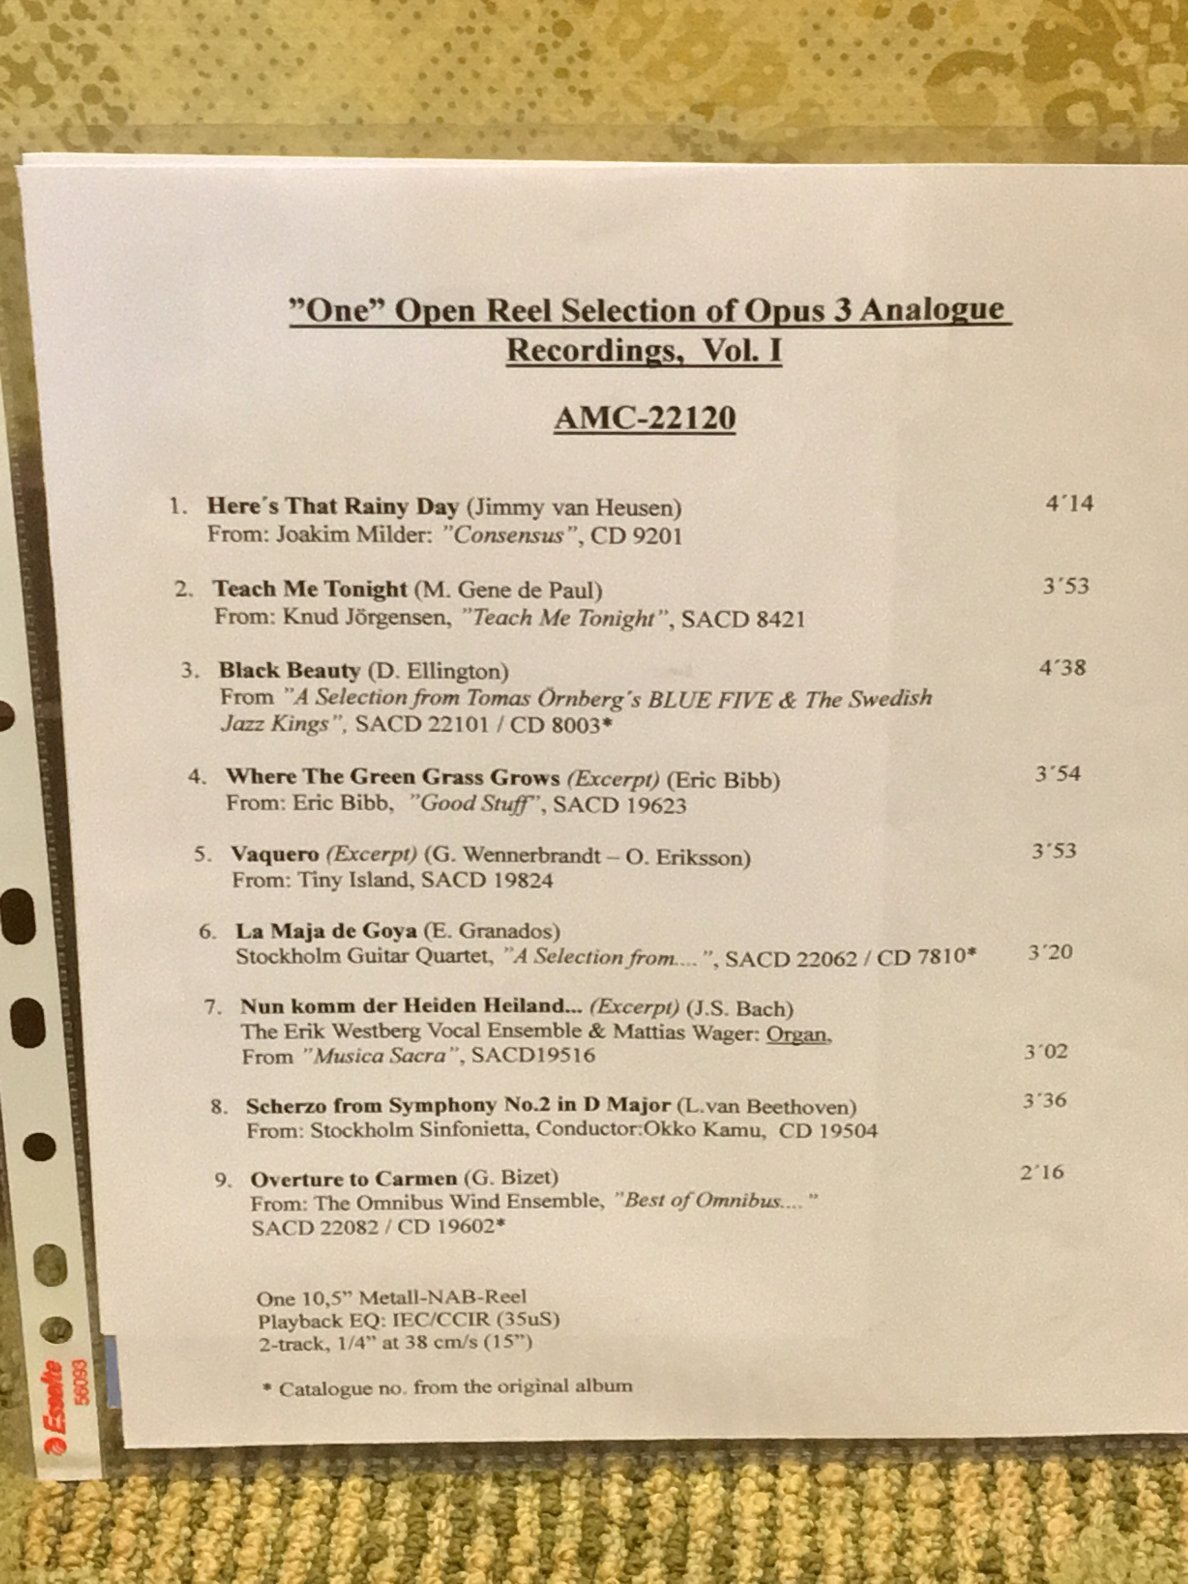 ”One” Open Reel Selection of Opus 3 Analogue
Recordings, Vol. I
AMC-22120
1. Here´s That Rainy Day (Jimmy van Heusen) 4´14
From: Joakim Milder: ”Consensus”, CD 9201
2. Teach Me Tonight (M. Gene de Paul) 3´53
From: Knud Jörgensen, ”Teach Me Tonight”, SACD 8421
3. Black Beauty (D. Ellington) 4´38
From ”A Selection from Tomas Örnberg´s BLUE FIVE & The Swedish
Jazz Kings”, SACD 22101 / CD 8003*
4. Where The Green Grass Grows (Excerpt) (Eric Bibb) 3´54
From: Eric Bibb, ”Good Stuff”, SACD 19623
5. Vaquero (Excerpt) (G. Wennerbrandt – O. Eriksson) 3´53
From: Tiny Island, SACD 19824
6. La Maja de Goya (E. Granados)
Stockholm Guitar Quartet, ”A Selection from....”, SACD 22062 / CD 7810* 3´20
7. Nun komm der Heiden Heiland... (Excerpt) (J.S. Bach)
The Erik Westberg Vocal Ensemble & Mattias Wager: Organ,
From ”Musica Sacra”, SACD19516 3´02
8. Scherzo from Symphony No.2 in D Major (L.van Beethoven) 3´36
From: Stockholm Sinfonietta, Conductor:Okko Kamu, CD 19504
9. Overture to Carmen (G. Bizet) 2´16
From: The Omnibus Wind Ensemble, ”Best of Omnibus....”
SACD 22082 / CD 19602*
One 10,5” Metall-NAB-Reel
Playback EQ: IEC/CCIR (35uS)
2-track, 1/4” at 38 cm/s (15”)
* Catalogue no. from the original album
Esselte
56093